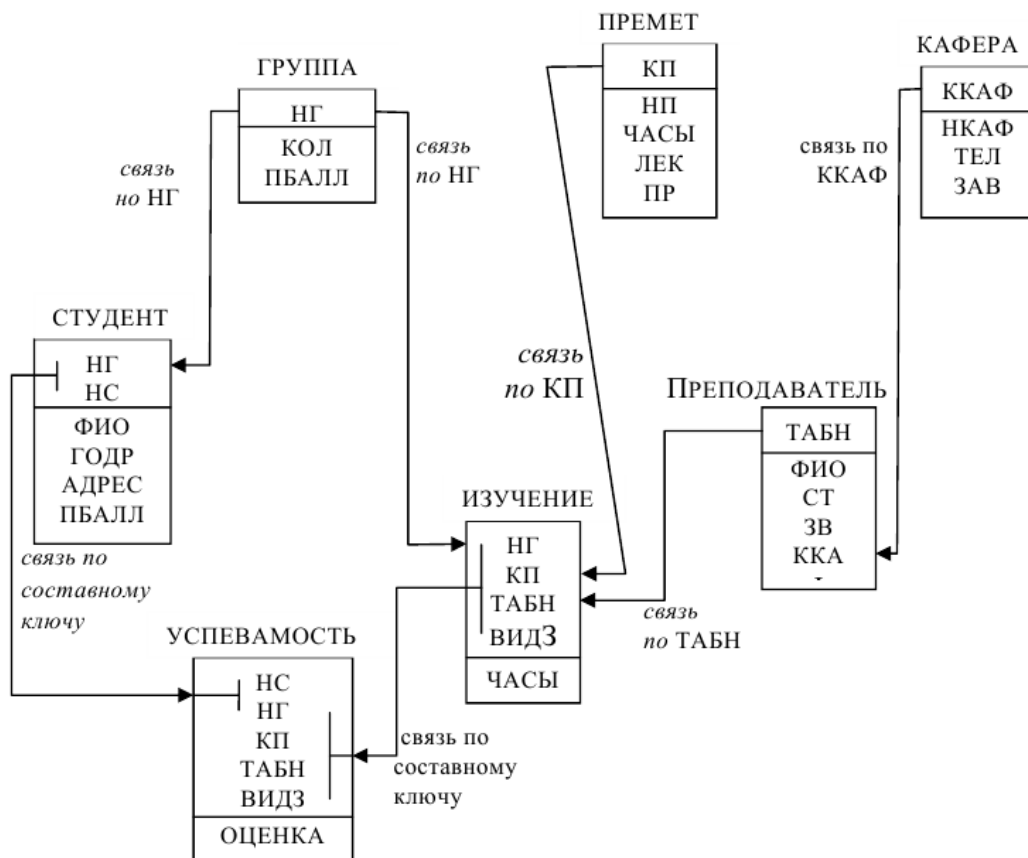 ПРЕМЕТ
КП
НП
ЧАСЫ
ЛЕК
ПР
КАФЕРА
ККАФ
НКАФ
ТЕЛ
ЗАВ
ГРУППА
НГ
КОЛ
ПБАЛЛ
связь
но НГ
связь
по НГ
связь по
ККАФ
СТУДЕНТ
НГ
НС
ФИО
ГОДР
АДРЕС
ПБАЛЛ
связь
по КП
ПРЕПОДАВАТЕЛЬ
ТАБН
ФИО
СТ
ЗВ
ККА
ИЗУЧЕНИЕ
НГ
КП
ТАБН
ВИДЗ
ЧАСЫ
связь
по ТАБН
связь по
составному
ключу
УСПЕВАМОСТЬ
НС
НГ
КП
ТАБН
ВИДЗ
ОЦЕНКА
связь по
составному
ключу